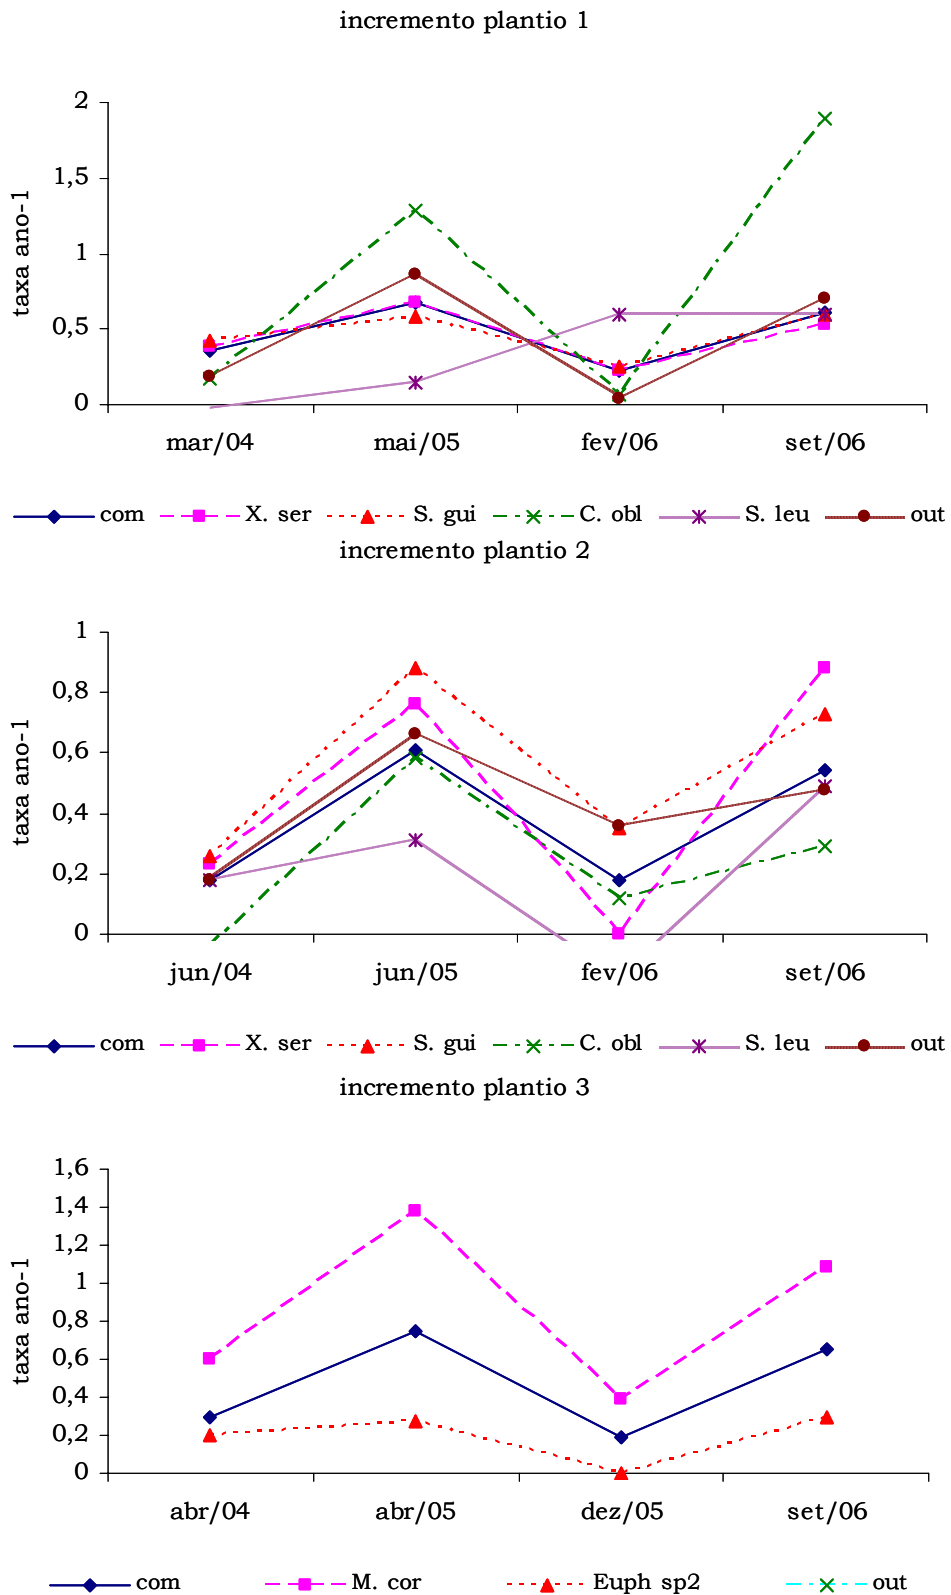 incremento plantio 1
2
1,5
1
0,5
0
taxa ano-1
mar/04 mai/05 fev/06 set/06
com X. ser S. gui C. obl S. leu out
incremento plantio 2
1
0,8
0,6
0,4
0,2
0
taxa ano-1
jun/04 jun/05 fev/06 set/06
com X. ser S. gui C. obl S. leu out
incremento plantio 3
1,6
1,4
1,2
1
0,8
0,6
0,4
0,2
0
taxa ano-1
abr/04 abr/05 dez/05 set/06
com M. cor Euph sp2 out